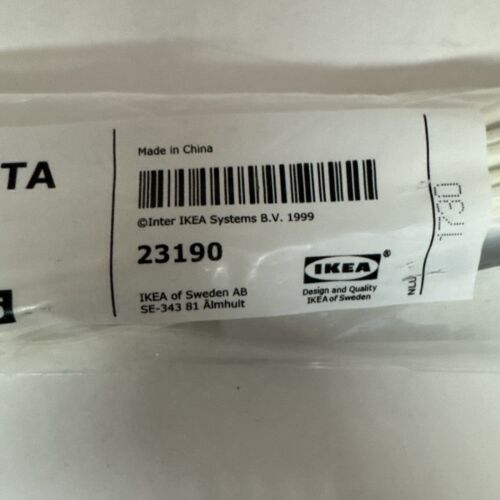 TA
Made in China
©Inter IKEA Systems B.V. 1999
23190
IKEA of Sweden AB
SE-343 81 Älmhult
IKEA®
Design and Quality
IKEA of Sweden
1730